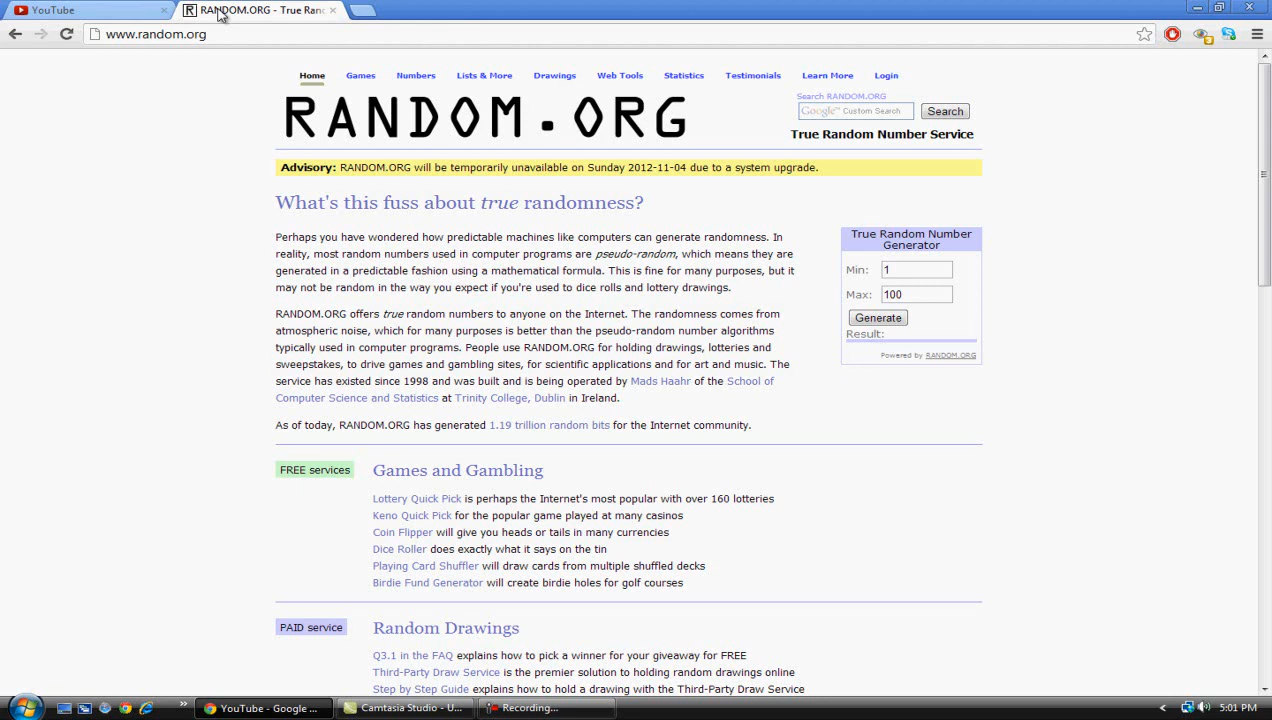 YouTube
RANDOM.ORG - True Ran
www.random.org
Home Games Numbers Lists & More Drawings Web Tools Statistics Testimonials Learn More Login
RANDOM.ORG
Search RANDOM.ORG
Google™ Custom Search Search
True Random Number Service
Advisory: RANDOM.ORG will be temporarily unavailable on Sunday 2012-11-04 due to a system upgrade.
What's this fuss about true randomness?
Perhaps you have wondered how predictable machines like computers can generate randomness. In
reality, most random numbers used in computer programs are pseudo-random, which means they are
generated in a predictable fashion using a mathematical formula. This is fine for many purposes, but it
may not be random in the way you expect if you're used to dice rolls and lottery drawings.
RANDOM.ORG offers true random numbers to anyone on the Internet. The randomness comes from
atmospheric noise, which for many purposes is better than the pseudo-random number algorithms
typically used in computer programs. People use RANDOM.ORG for holding drawings, lotteries and
sweepstakes, to drive games and gambling sites, for scientific applications and for art and music. The
service has existed since 1998 and was built and is being operated by Mads Haahr of the School of
Computer Science and Statistics at Trinity College, Dublin in Ireland.
As of today, RANDOM.ORG has generated 1.19 trillion random bits for the Internet community.
True Random Number
Generator
Min: 1
Max: 100
Generate
Result:
Powered by RANDOM.ORG
FREE services
Games and Gambling
Lottery Quick Pick is perhaps the Internet's most popular with over 160 lotteries
Keno Quick Pick for the popular game played at many casinos
Coin Flipper will give you heads or tails in many currencies
Dice Roller does exactly what it says on the tin
Playing Card Shuffler will draw cards from multiple shuffled decks
Birdie Fund Generator will create birdie holes for golf courses
PAID service
Random Drawings
Q3.1 in the FAQ explains how to pick a winner for your giveaway for FREE
Third-Party Draw Service is the premier solution to holding random drawings online
Step by Step Guide explains how to hold a drawing with the Third-Party Draw Service
YouTube - Google ... Camtasia Studio - U... Recording... 5:01 PM